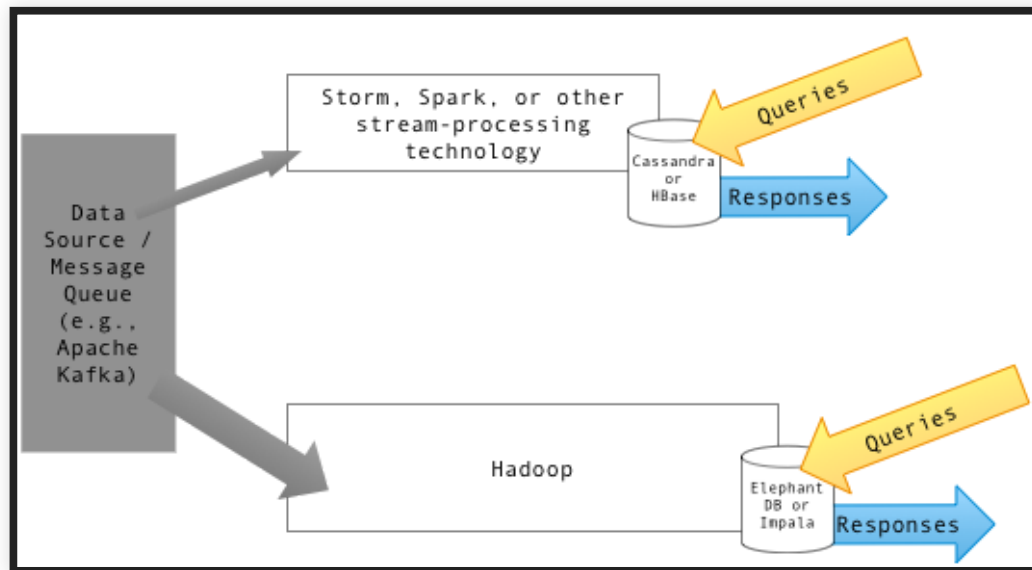 Data
Source /
Message
Queue
(e.g.,
Apache
Kafka)
Storm, Spark, or other
stream-processing
technology
Cassandra
or
HBase
Queries
Responses
Hadoop
Elephant
DB or
Impala
Queries
Responses